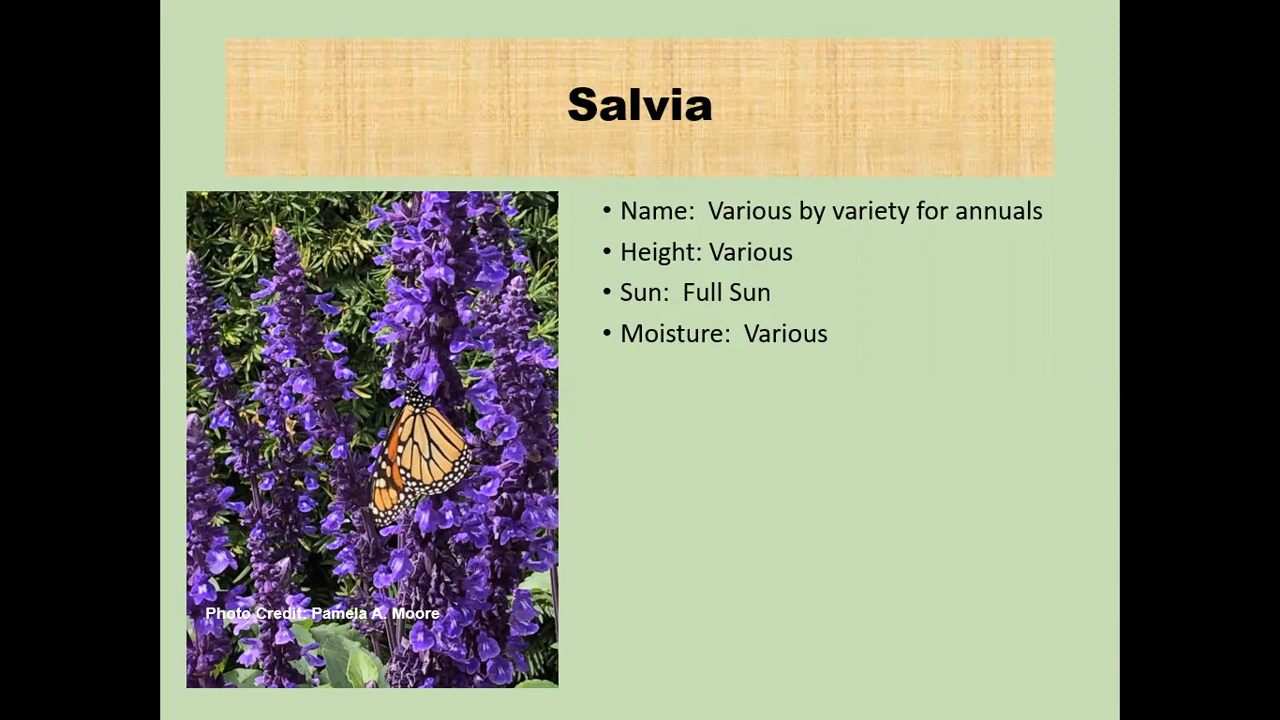 Salvia
• Name:  Various by variety for annuals
• Height: Various
• Sun:  Full Sun
• Moisture:  Various
Photo Credit: Pamela A. Moore